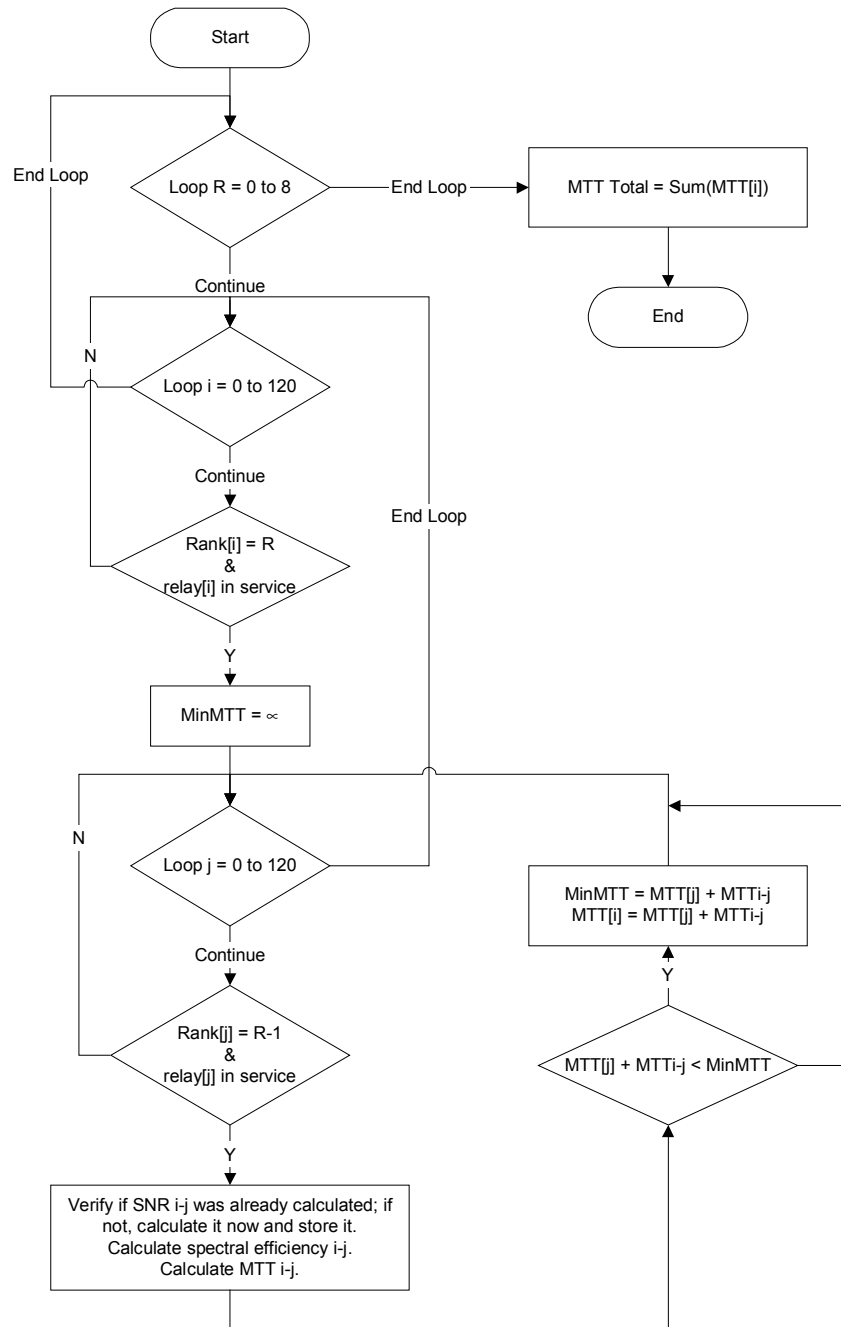 Start
End Loop
Loop R = 0 to 8
End Loop
MTT Total = Sum(MTT[i])
Continue
End
N
Loop i = 0 to 120
Continue
End Loop
Rank[i] = R
&
relay[i] in service
Y
MinMTT = ∝
N
Loop j = 0 to 120
MinMTT = MTT[j] + MTTi-j
MTT[i] = MTT[j] + MTTi-j
Continue
Y
Rank[j] = R-1
&
relay[j] in service
MTT[j] + MTTi-j < MinMTT
Y
Verify if SNR i-j was already calculated; if
not, calculate it now and store it.
Calculate spectral efficiency i-j.
Calculate MTT i-j.